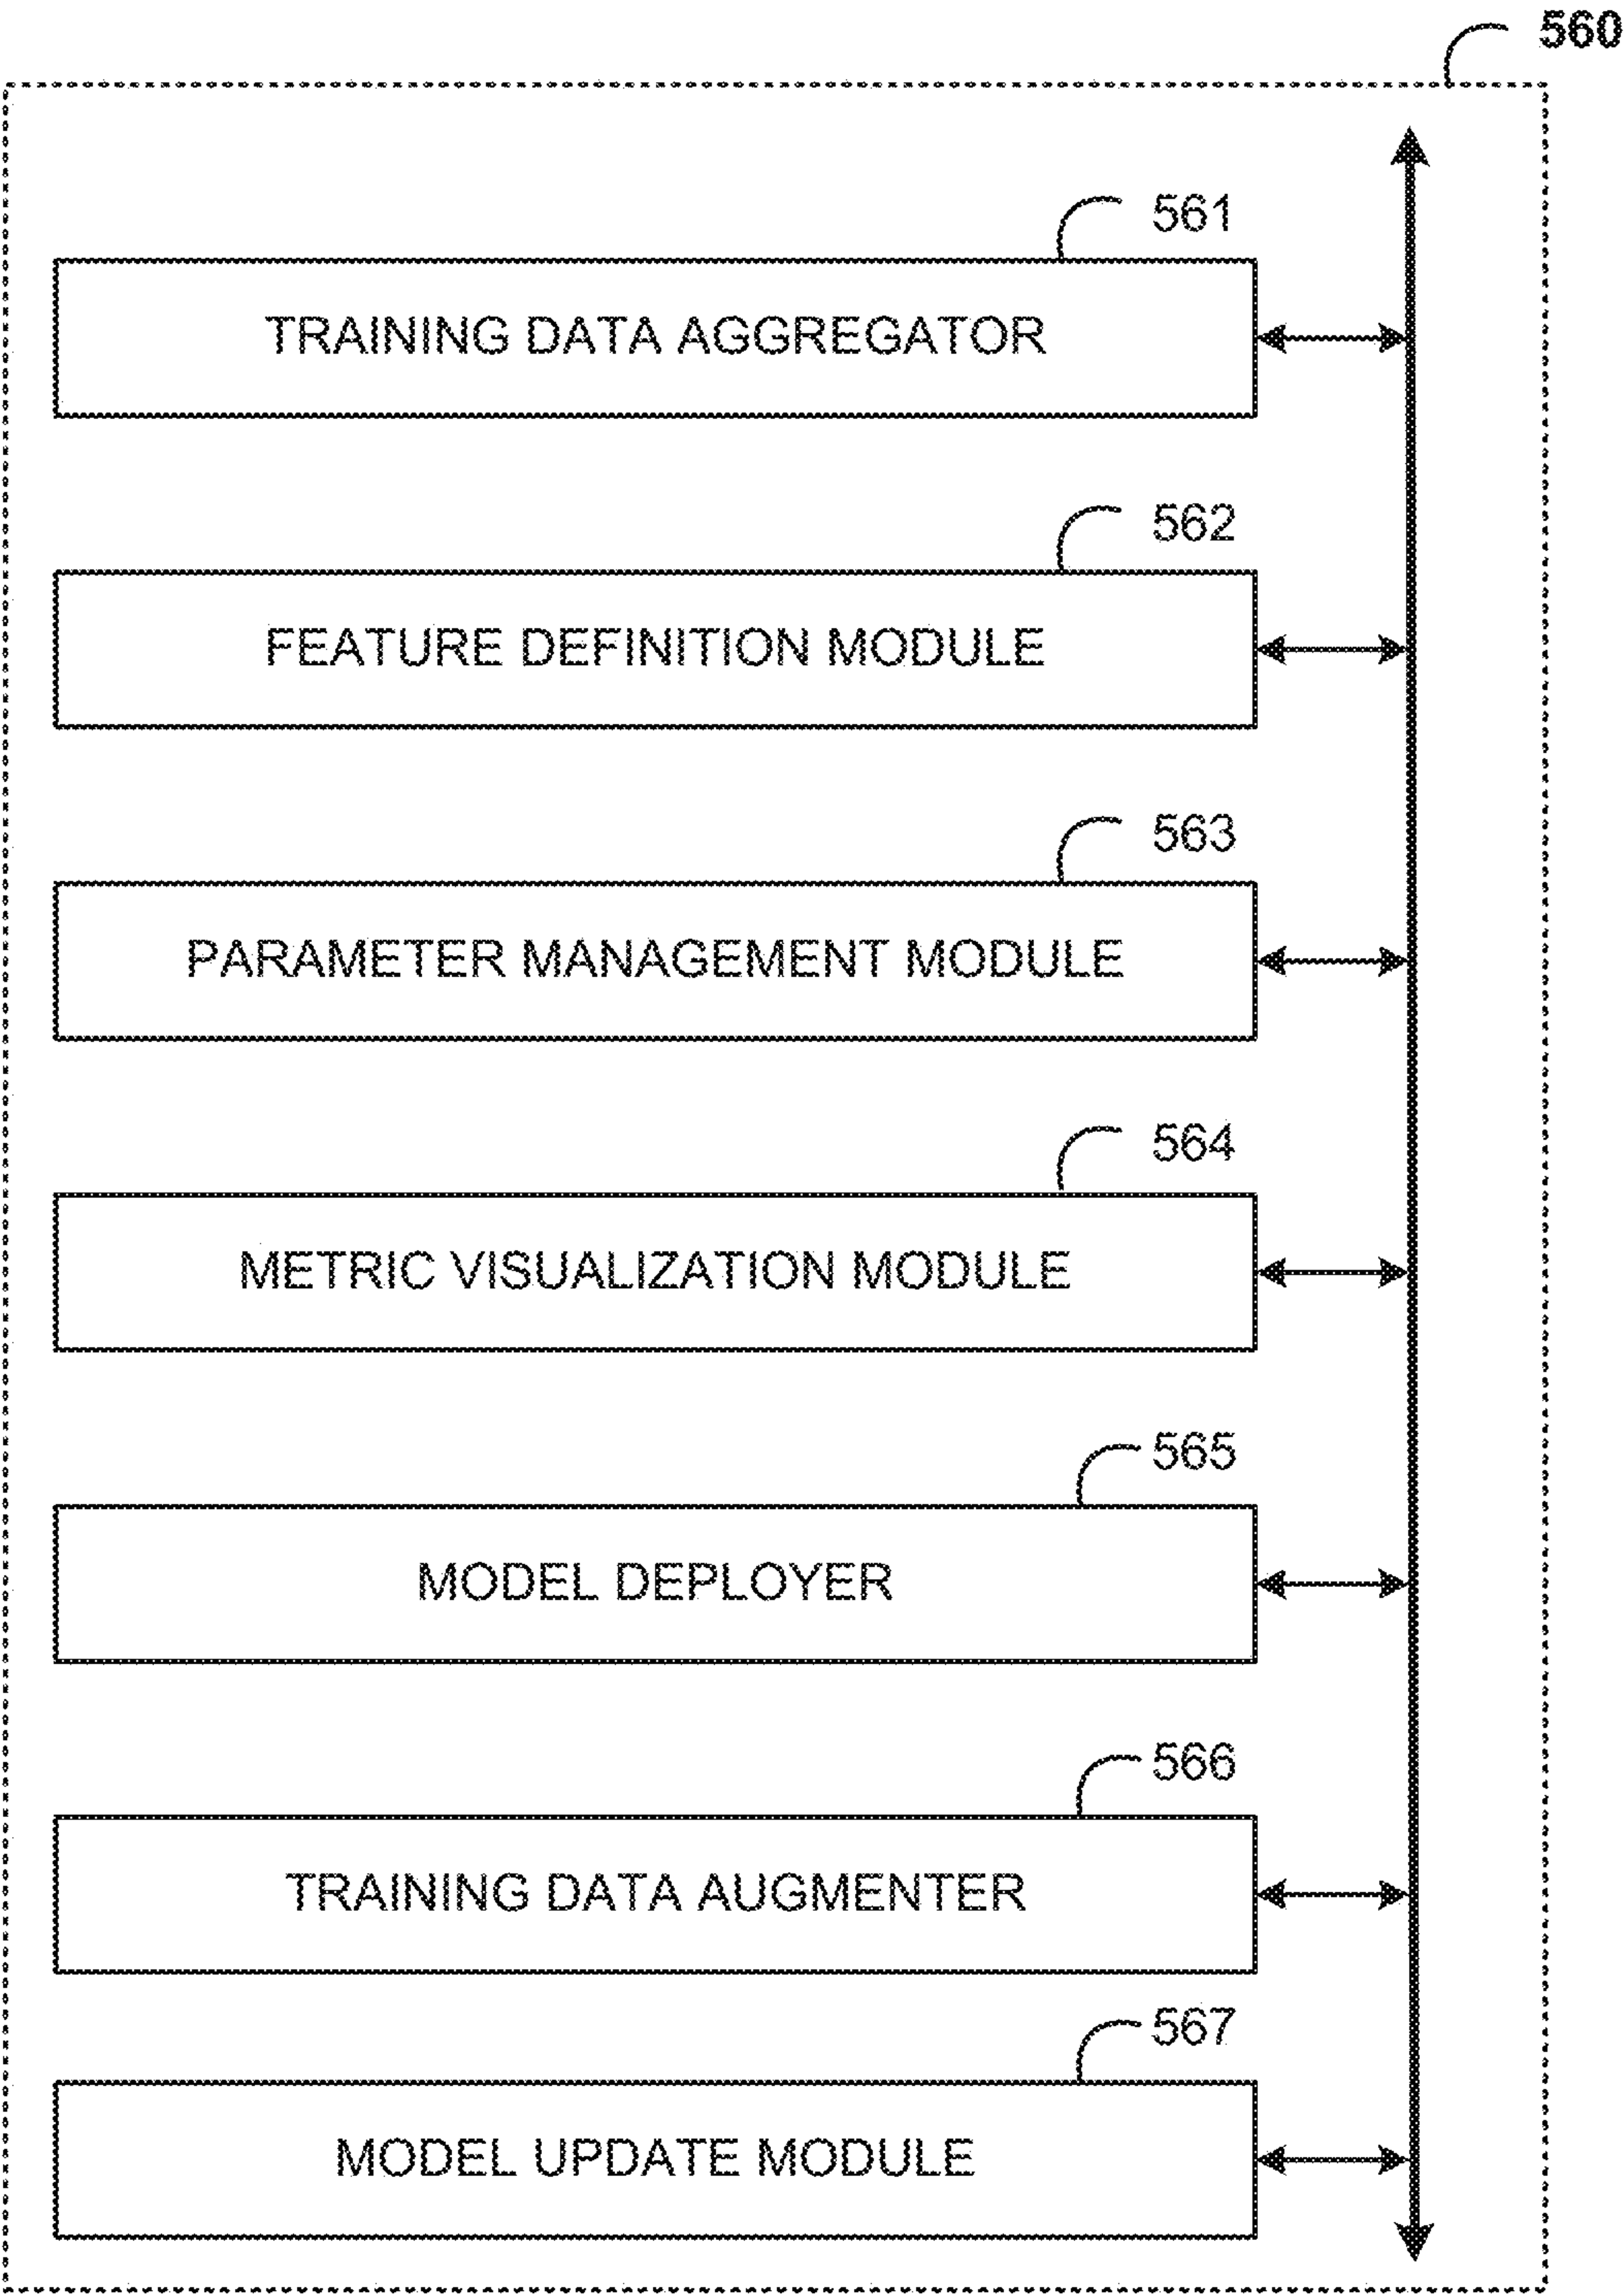 560
561
TRAINING DATA AGGREGATOR
562
FEATURE DEFINITION MODULE
563
PARAMETER MANAGEMENT MODULE
564
METRIC VISUALIZATION MODULE
565
MODEL DEPLOYER
566
TRAINING DATA AUGMENTER
567
MODEL UPDATE MODULE